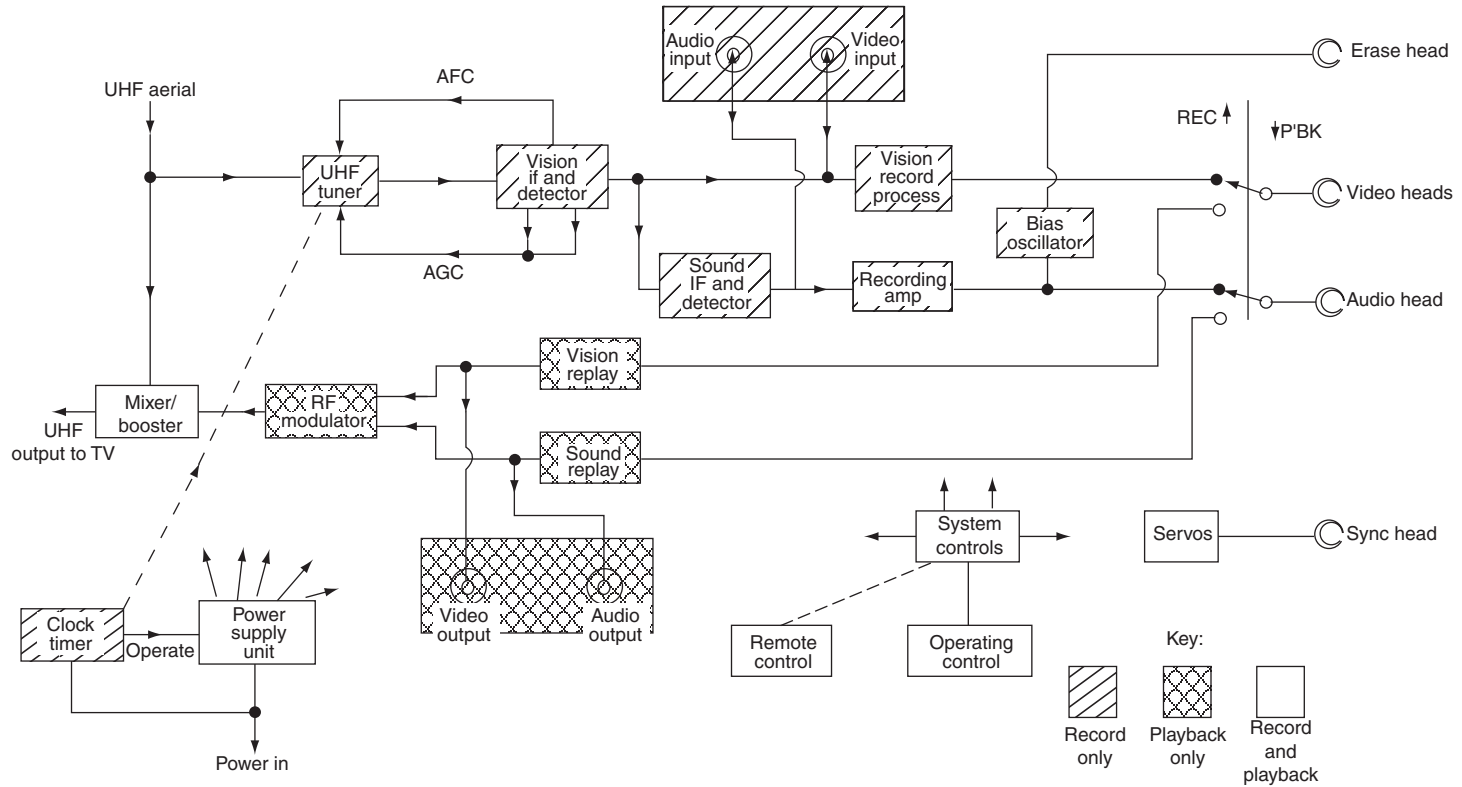 Audio
input
Video
input
Erase head
AFC
UHF aerial
REC
P'BK
UHF
tuner
Vision
if and
detector
Vision
record
process
Video heads
Bias
oscillator
AGC
Sound
IF and
detector
Recording
amp
Audio head
Vision
replay
Mixer/
booster
RF
modulator
UHF
output to TV
Sound
replay
System
controls
Servos
Sync head
Video
output
Audio
output
Clock
timer
Operate
Power
supply
unit
Remote
control
Operating
control
Key:
Record
only
Playback
only
Record
and
playback
Power in